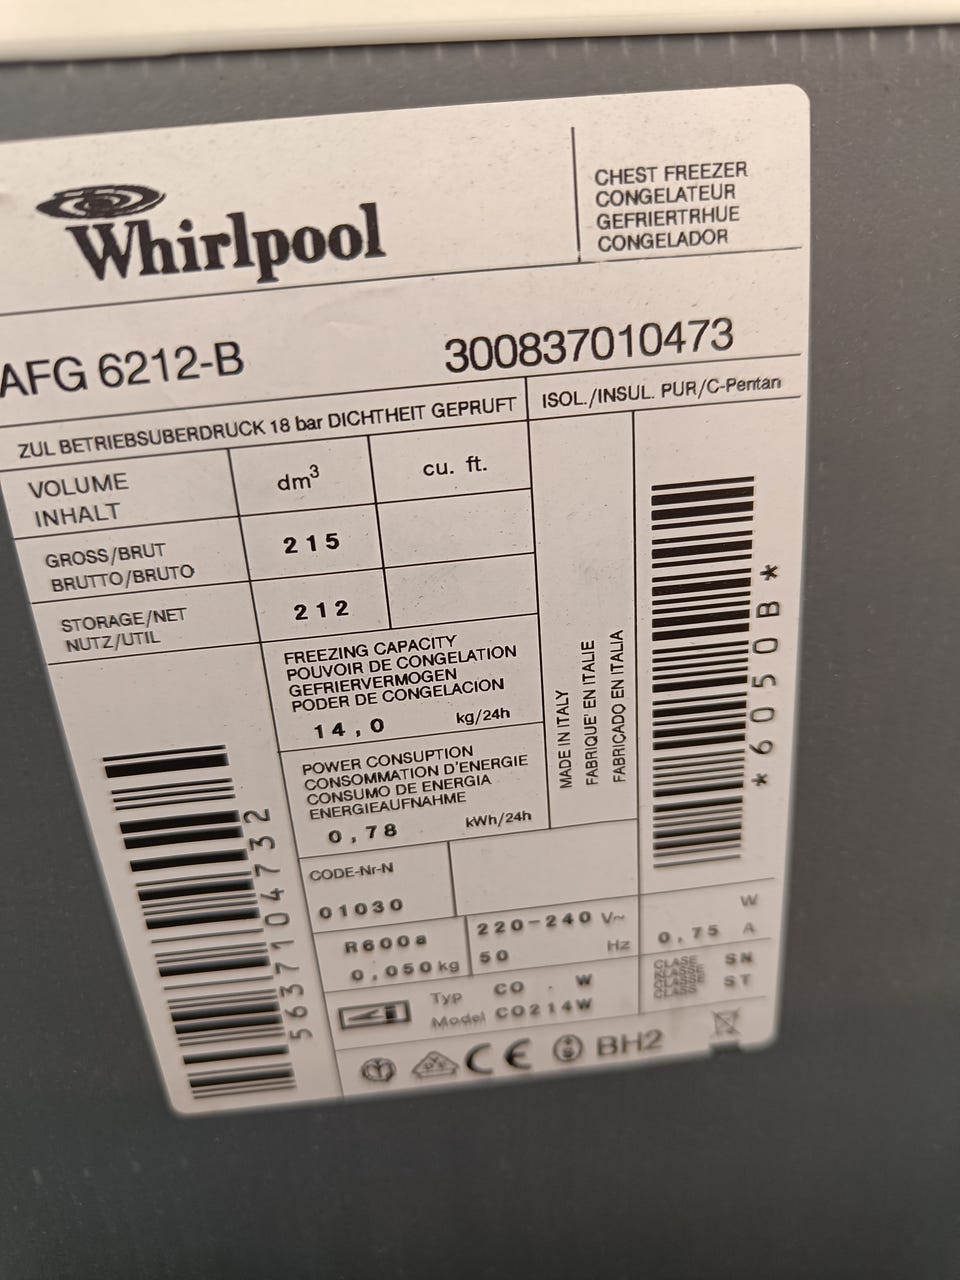 Whirlpool
CHEST FREEZER
CONGELATEUR
GEFRIERTRHUE
CONGELADOR
AFG 6212-B
300837010473
ZUL BETRIEBSUBERDRUCK 18 bar DICHTHEIT GEPRUFT
ISOL./INSUL. PUR/C-Pentan
VOLUME
INHALT
dm³
cu. ft.
GROSS/BRUT
BRUTTO/BRUTO
215
STORAGE/NET
NUTZ/UTIL
212
FREEZING CAPACITY
POUVOIR DE CONGELATION
GEFRIERVERMOGEN
PODER DE CONGELACION
14,0 kg/24h
POWER CONSUPTION
CONSOMMATION D'ENERGIE
CONSUMO DE ENERGIA
ENERGIEAUFNAHME
0,78 kWh/24h
MADE IN ITALY
FABRIQUE' EN ITALIE
FABRICADO EN ITALIA
*6050B*
5637104732
CODE-Nr-N
01030
R600a
0,050kg
220-240 V~
50 Hz
W
0,75 A
Typ CO . W
Model CO214W
CLASE
CLASSE
CLASS
SN
ST
CE
BH2